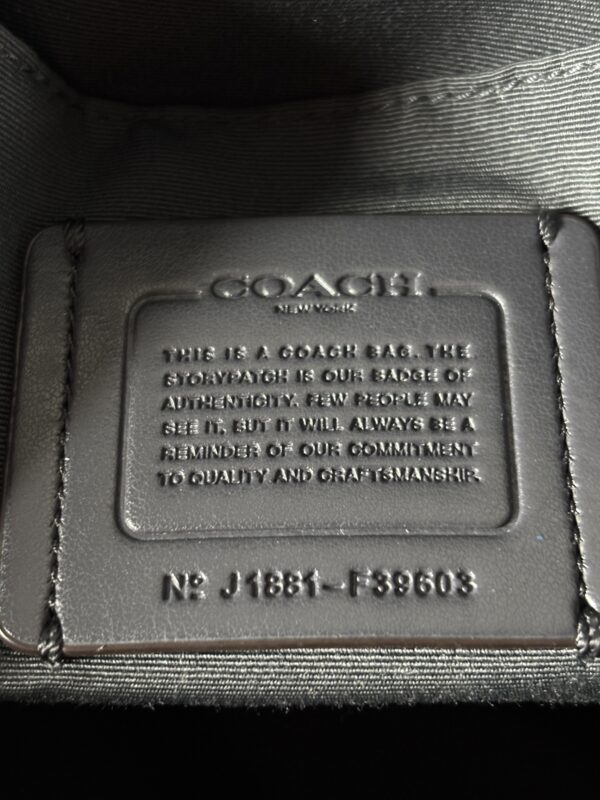 COACH
NEW YORK
THIS IS A COACH BAG. THE
STORYPATCH IS OUR BADGE OF
AUTHENTICITY. FEW PEOPLE MAY
SEE IT, BUT IT WILL ALWAYS BE A
REMINDER OF OUR COMMITMENT
TO QUALITY AND CRAFTSMANSHIP.
Nº J1881-F39603